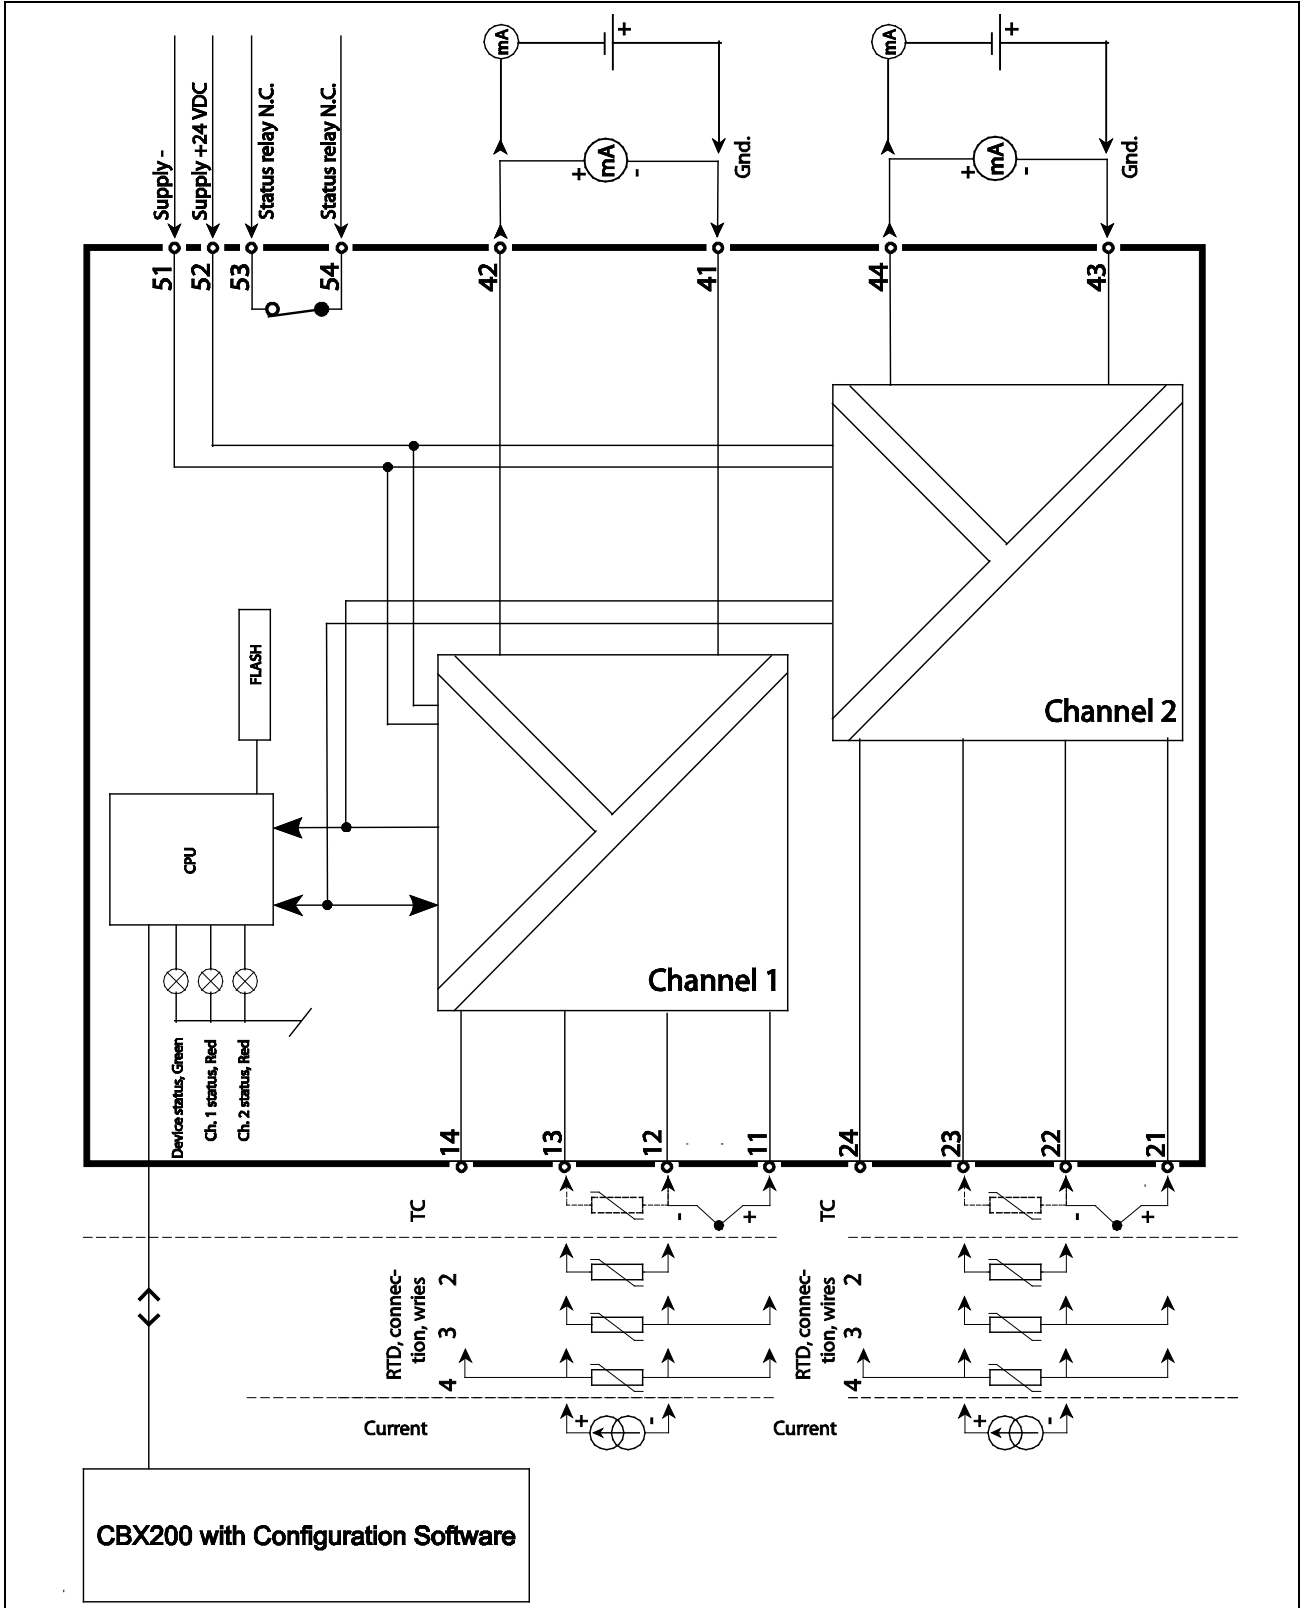 mA
+
mA
+
Supply -
Supply +24 VDC
Status relay N.C.
Status relay N.C.
+
mA
-
Gnd.
+
mA
-
Gnd.
51
52
53
54
42
41
44
43
FLASH
CPU
Channel 2
Channel 1
Device status, Green
Ch. 1 status, Red
Ch. 2 status, Red
14
13
12
11
24
23
22
21
TC
-
+
TC
-
+
RTD, connec-
tion, wries
2
3
4
RTD, connec-
tion, wires
2
3
4
Current
+
-
Current
+
-
CBX200 with Configuration Software